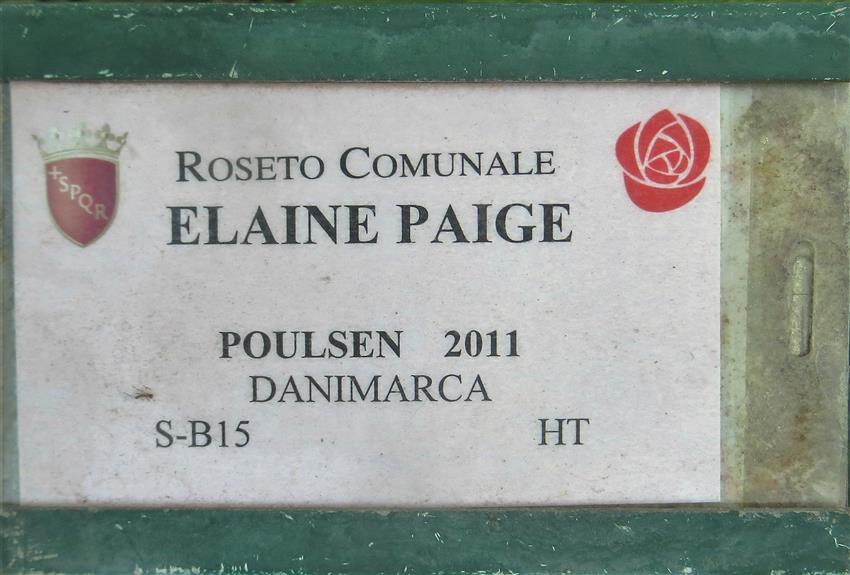 SPQR
ROSETO COMUNALE
ELAINE PAIGE
POULSEN 2011
DANIMARCA
S-B15 HT